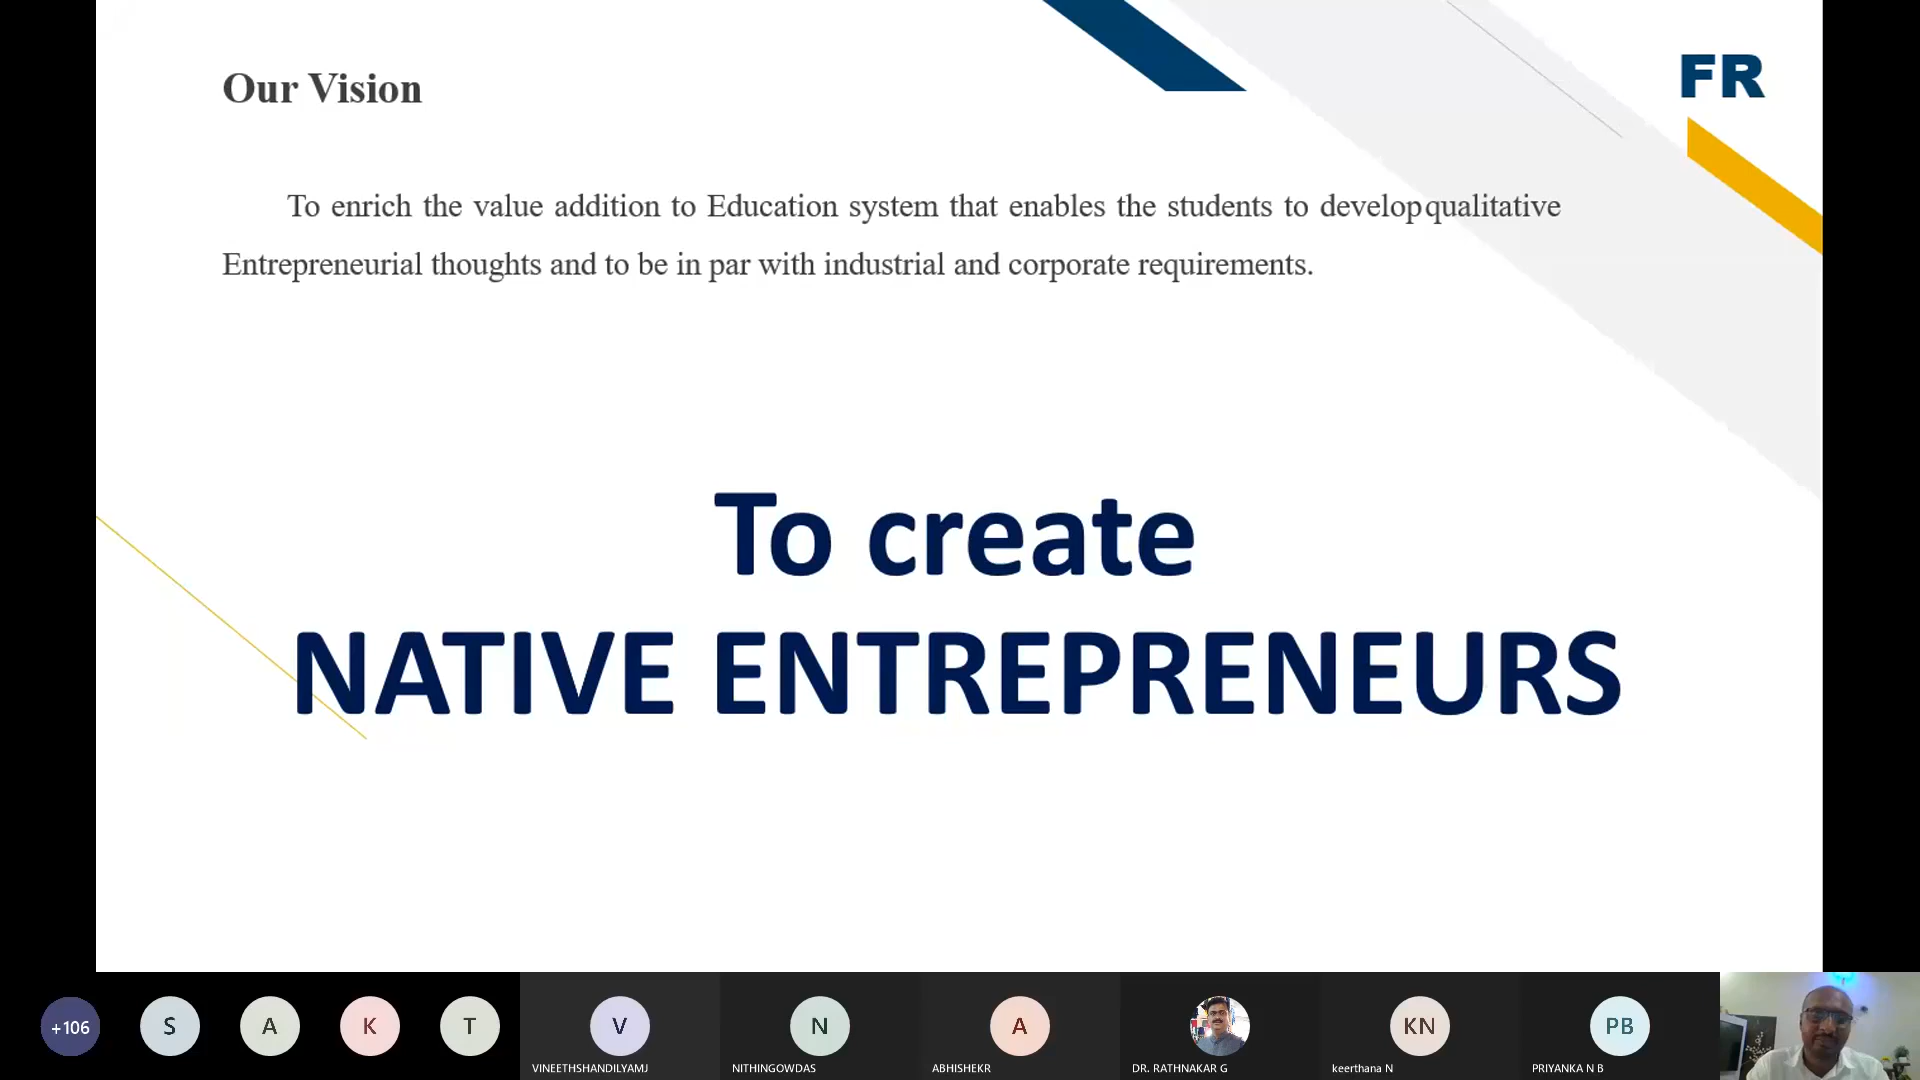 Our Vision
FR
To enrich the value addition to Education system that enables the students to develop qualitative
Entrepreneurial thoughts and to be in par with industrial and corporate requirements.
To create
NATIVE ENTREPRENEURS
+106
S
A
K
T
V
N
A
KN
PB
VINEETHSHANDILYAMJ
NITHINGOWDAS
ABHISHEKR
DR. RATHNAKAR G
keerthana N
PRIYANKA N B